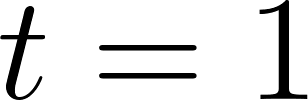 t = 1